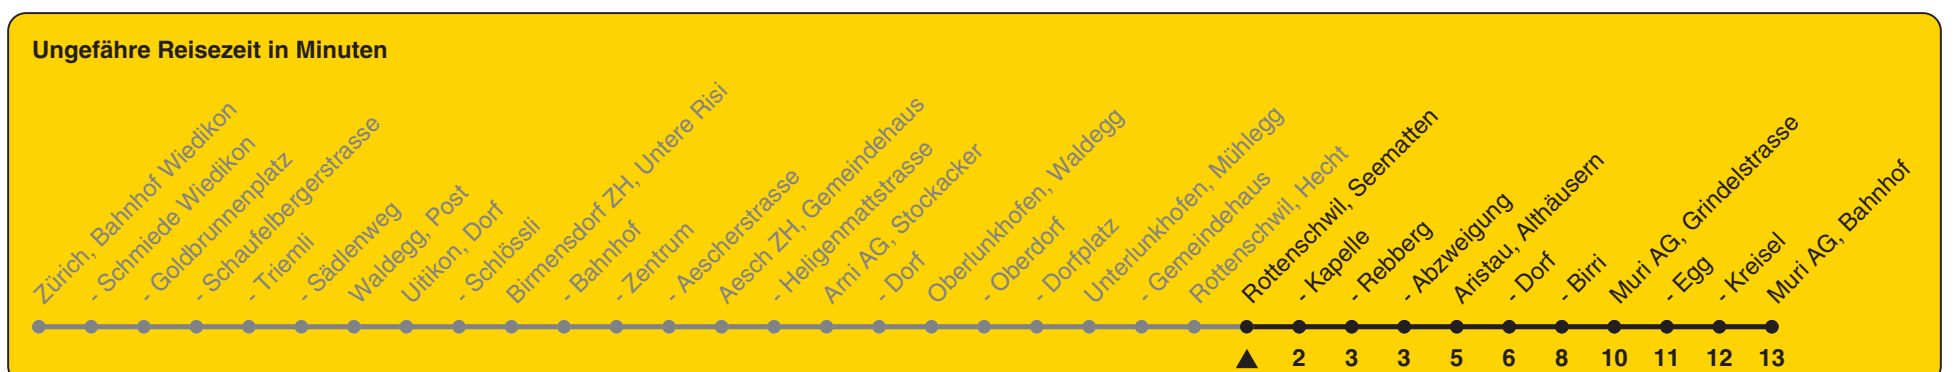 Ungefähre Reisezeit in Minuten
Zürich, Bahnhof Wiedikon
- Schmiede Wiedikon
- Goldbrunnenplatz
- Schaufelbergerstrasse
- Triemli
- Sädlenweg
Waldegg, Post
Uitikon, Dorf
- Schlössli
Birmensdorf ZH, Untere Risi
- Bahnhof
- Zentrum
- Aescherstrasse
Aesch ZH, Gemeindehaus
- Heligenmattstrasse
Arni AG, Stockacker
- Dorf
Oberlunkhofen, Waldegg
- Oberdorf
- Dorfplatz
Unterlunkhofen, Mühlegg
- Gemeindehaus
Rottenschwil, Hecht
Rottenschwil, Seematten
- Kapelle
- Rebberg
- Abzweigung
Aristau, Althäusern
- Dorf
- Birri
Muri AG, Grindelstrasse
- Egg
- Kreisel
Muri AG, Bahnhof
2 3 3 5 6 8 10 11 12 13